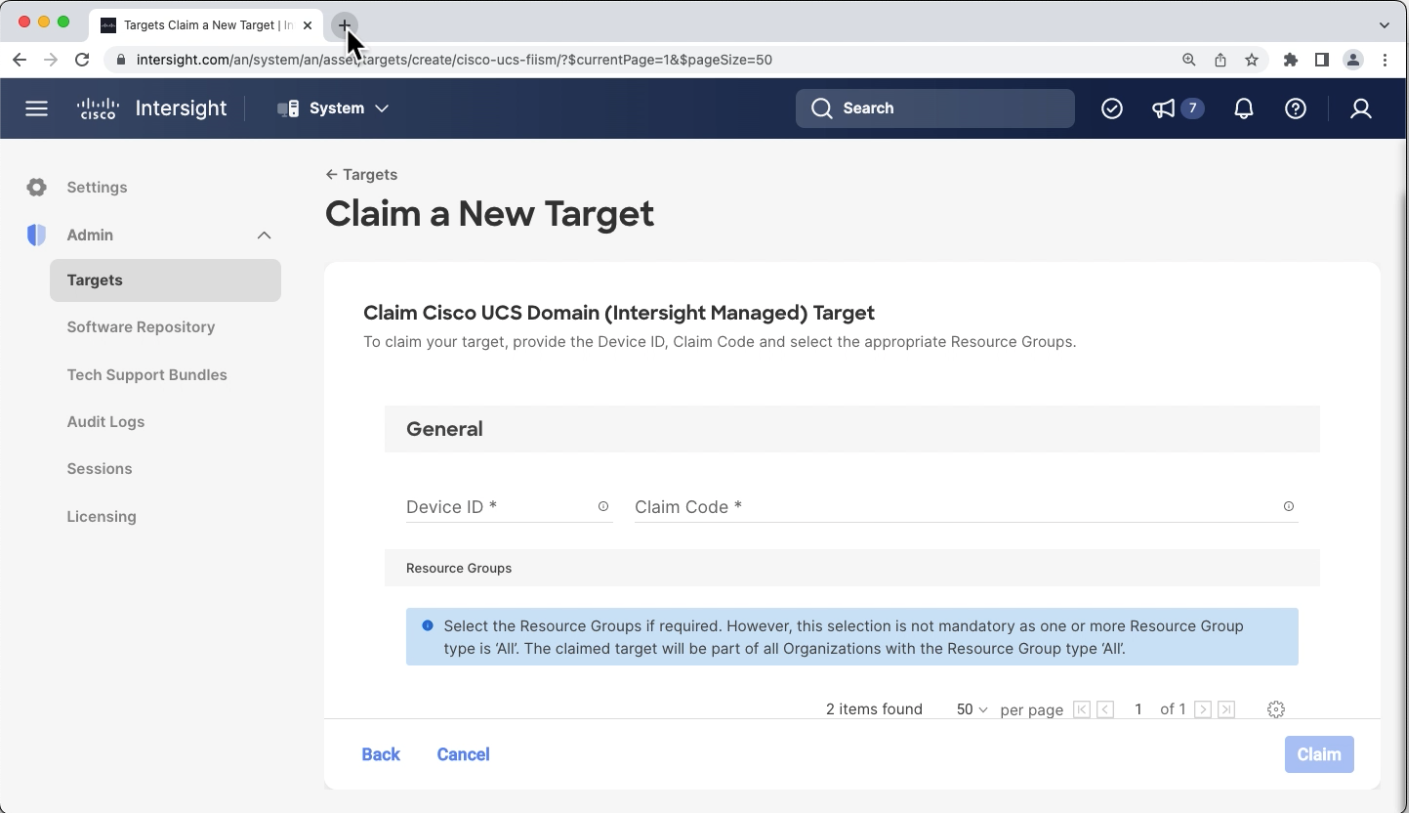 Targets Claim a New Target | In
intersight.com/an/system/an/asset/targets/create/cisco-ucs-fiism/?$currentPage=1&$pageSize=50
cisco Intersight System Search 7
Settings
Admin
Targets
Software Repository
Tech Support Bundles
Audit Logs
Sessions
Licensing
← Targets
Claim a New Target
Claim Cisco UCS Domain (Intersight Managed) Target
To claim your target, provide the Device ID, Claim Code and select the appropriate Resource Groups.
General
Device ID * Claim Code *
Resource Groups
Select the Resource Groups if required. However, this selection is not mandatory as one or more Resource Group
type is ‘All’. The claimed target will be part of all Organizations with the Resource Group type ‘All’.
2 items found 50 per page 1 of 1
Back Cancel Claim